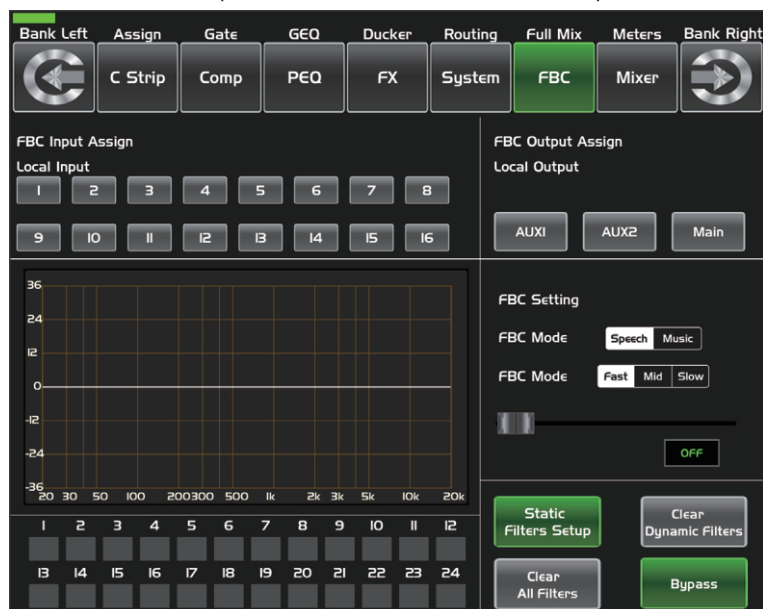 Bank Left Assign Gate GEQ Ducker Routing Full Mix Meters Bank Right
C Strip Comp PEQ FX System FBC Mixer
FBC Input Assign
Local Input
1 2 3 4 5 6 7 8
9 10 11 12 13 14 15 16
FBC Output Assign
Local Output
AUX1 AUX2 Main
36
24
12
0
-12
-24
-36
20 30 50 100 200 300 500 1k 2k 3k 5k 10k 20k
FBC Setting
FBC Mode Speech Music
FBC Mode Fast Mid Slow
OFF
1 2 3 4 5 6 7 8 9 10 11 12
13 14 15 16 17 18 19 20 21 22 23 24
Static
Filters Setup
Clear
Dynamic Filters
Clear
All Filters
Bypass